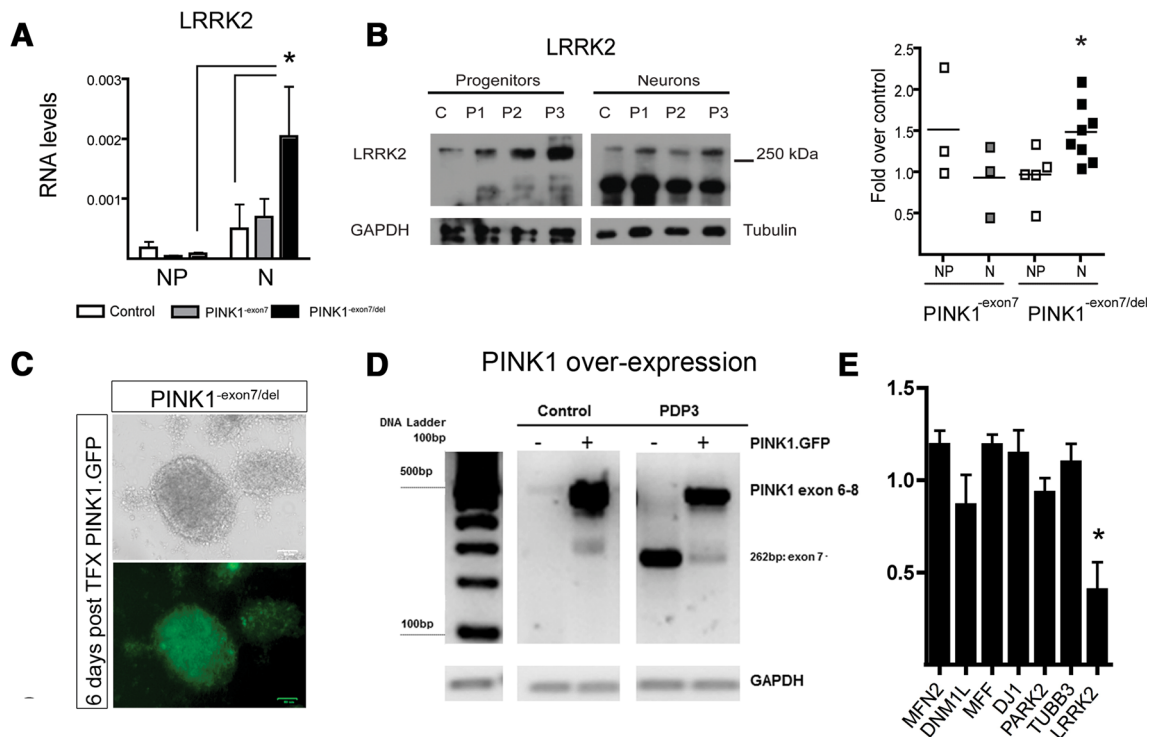 A
LRRK2
RNA levels
0.003
0.002
0.001
*
NP N
Control PINK1-exon7 PINK1-exon7/del
B
LRRK2
Progenitors Neurons
C P1 P2 P3 C P1 P2 P3
LRRK2
250 kDa
GAPDH
Tubulin
Fold over control
2.5
2.0
1.5
1.0
0.5
*
NP N NP N
PINK1-exon7 PINK1-exon7/del
C
PINK1-exon7/del
6 days post TFX PINK1.GFP
D
PINK1 over-expression
Control PDP3
DNA Ladder
100bp
- + - + PINK1.GFP
500bp
PINK1 exon 6-8
262bp: exon 7-
100bp
GAPDH
E
1.5
1.0
0.5
*
MFN2
DNM1L
MFF
DJ1
PARK2
TUBB3
LRRK2